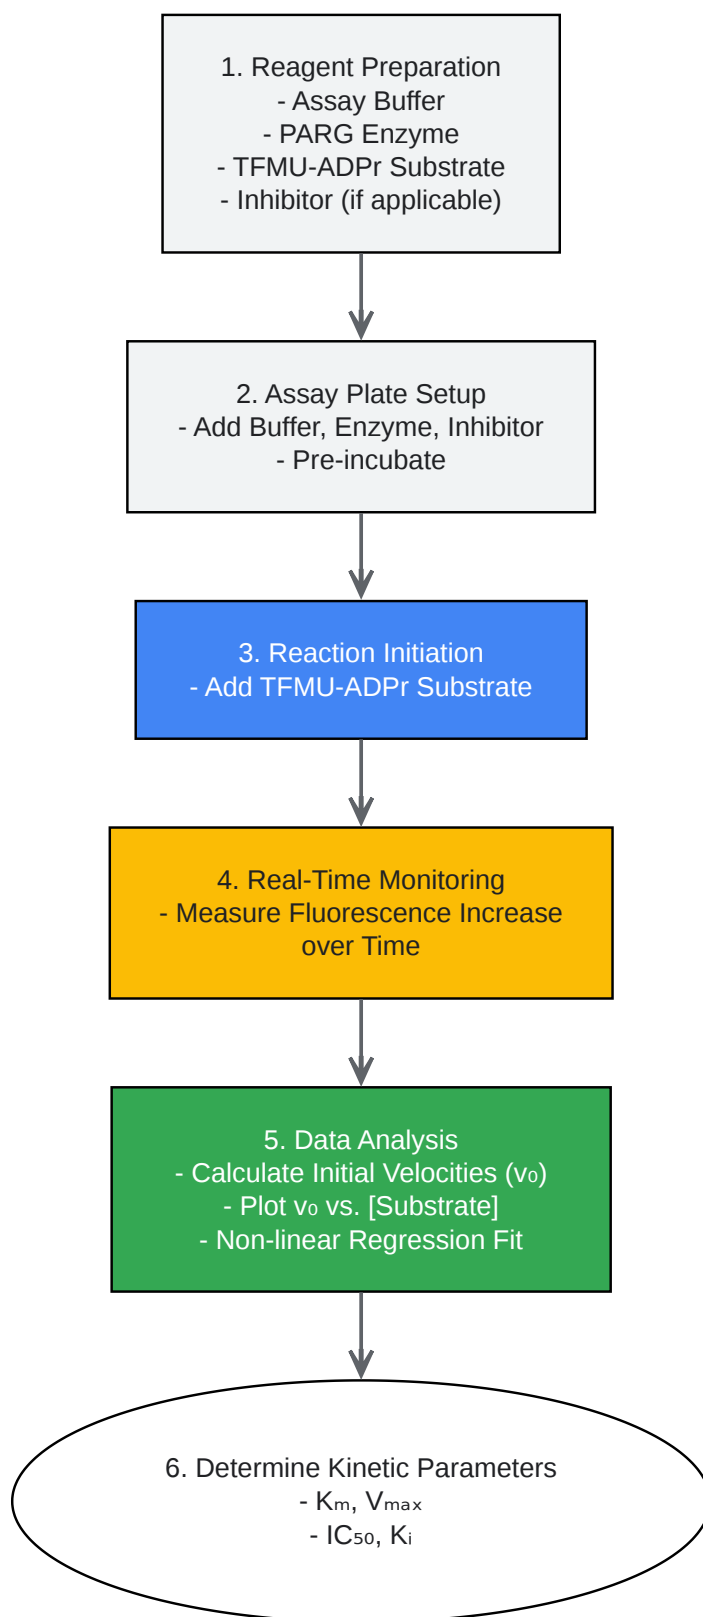 1. Reagent Preparation
- Assay Buffer
- PARG Enzyme
- TFMU-ADPr Substrate
- Inhibitor (if applicable)
2. Assay Plate Setup
- Add Buffer, Enzyme, Inhibitor
- Pre-incubate
3. Reaction Initiation
- Add TFMU-ADPr Substrate
4. Real-Time Monitoring
- Measure Fluorescence Increase
over Time
5. Data Analysis
- Calculate Initial Velocities (v₀)
- Plot v₀ vs. [Substrate]
- Non-linear Regression Fit
6. Determine Kinetic Parameters
- Kₘ, Vₘₐₓ
- IC₅₀, Kᵢ